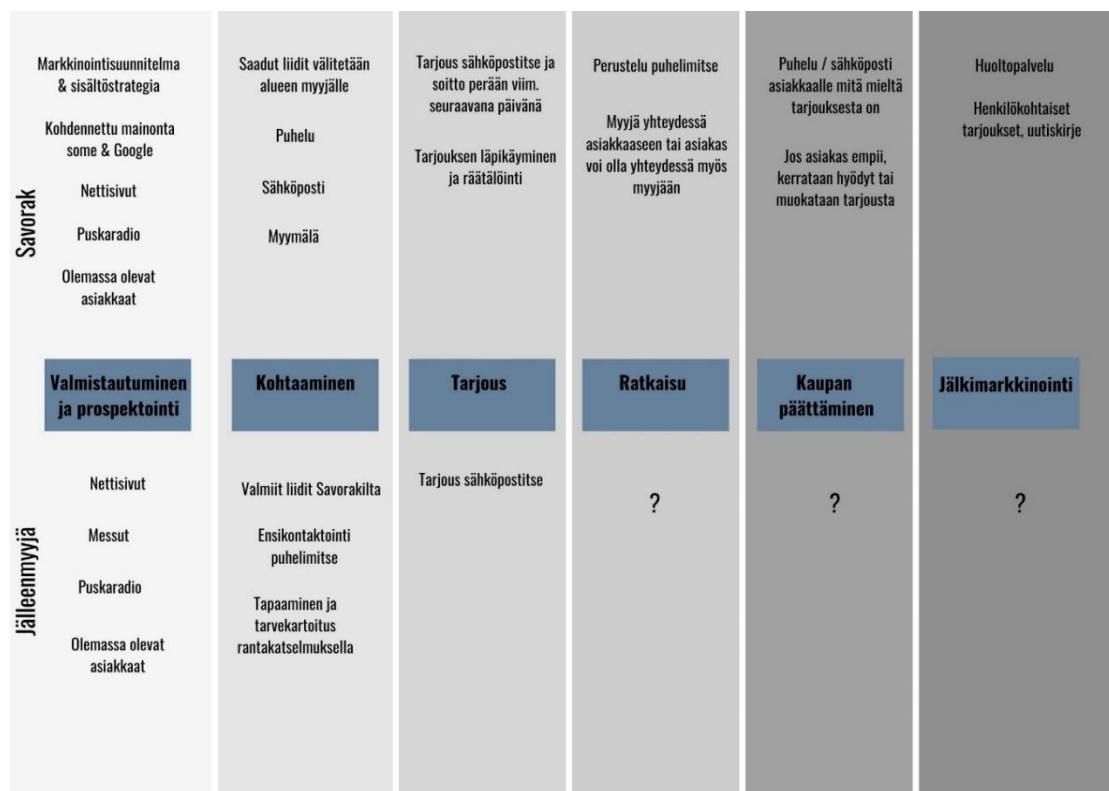 Savorak
Markkinointisuunnitelma
& sisältöstrategia
Kohdennettu mainonta
some & Google
Nettisivut
Puskaradio
Olemassa olevat
asiakkaat
Saadut liidit välitetään
alueen myyjälle
Puhelu
Sähköposti
Myymälä
Tarjous sähköpostitse ja
soitto perään viim.
seuraavana päivänä
Tarjouksen läpikäyminen
ja räätälöinti
Perustelu puhelimitse
Myyjä yhteydessä
asiakkaaseen tai asiakas
voi olla yhteydessä myös
myyjään
Puhelu / sähköposti
asiakkaalle mitä mieltä
tarjouksesta on
Jos asiakas empii,
kerrataan hyödyt tai
muokataan tarjousta
Huoltopalvelu
Henkilökohtaiset
tarjoukset, uutiskirje
Valmistautuminen
ja prospektointi
Kohtaaminen
Tarjous
Ratkaisu
Kaupan
päättäminen
Jälkimarkkinointi
Jälleenmyyjä
Nettisivut
Messut
Puskaradio
Olemassa olevat
asiakkaat
Valmiit liidit Savorakilta
Ensikontaktointi
puhelimitse
Tapaaminen ja
tarvekartoitus
rantakatselmuksella
Tarjous sähköpostitse
?
?
?